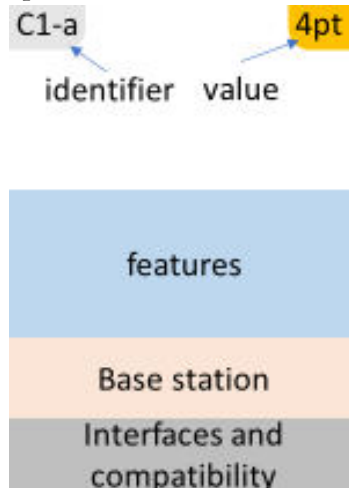 C1-a 4pt
identifier value
features
Base station
Interfaces and
compatibility